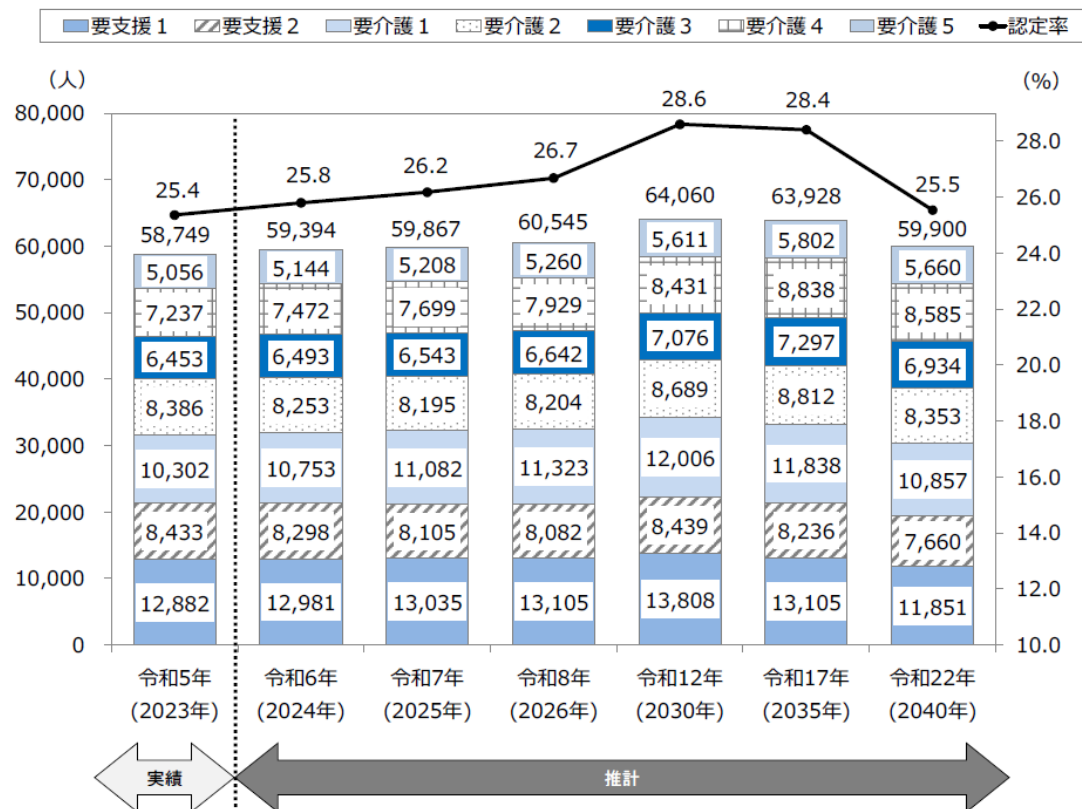 要支援１ 要支援２ 要介護１ 要介護２ 要介護３ 要介護４ 要介護５ 認定率
（人） （%）
80,000
70,000
60,000
50,000
40,000
30,000
20,000
10,000
0
28.0
26.0
24.0
22.0
20.0
18.0
16.0
14.0
12.0
10.0
25.4 25.8 26.2 26.7 28.6 28.4 25.5
58,749 59,394 59,867 60,545 64,060 63,928 59,900
5,056 5,144 5,208 5,260 5,611 5,802 5,660
7,237 7,472 7,699 7,929 8,431 8,838 8,585
6,453 6,493 6,543 6,642 7,076 7,297 6,934
8,386 8,253 8,195 8,204 8,689 8,812 8,353
10,302 10,753 11,082 11,323 12,006 11,838 10,857
8,433 8,298 8,105 8,082 8,439 8,236 7,660
12,882 12,981 13,035 13,105 13,808 13,105 11,851
令和5年 令和6年 令和7年 令和8年 令和12年 令和17年 令和22年
(2023年) (2024年) (2025年) (2026年) (2030年) (2035年) (2040年)
実績 推計